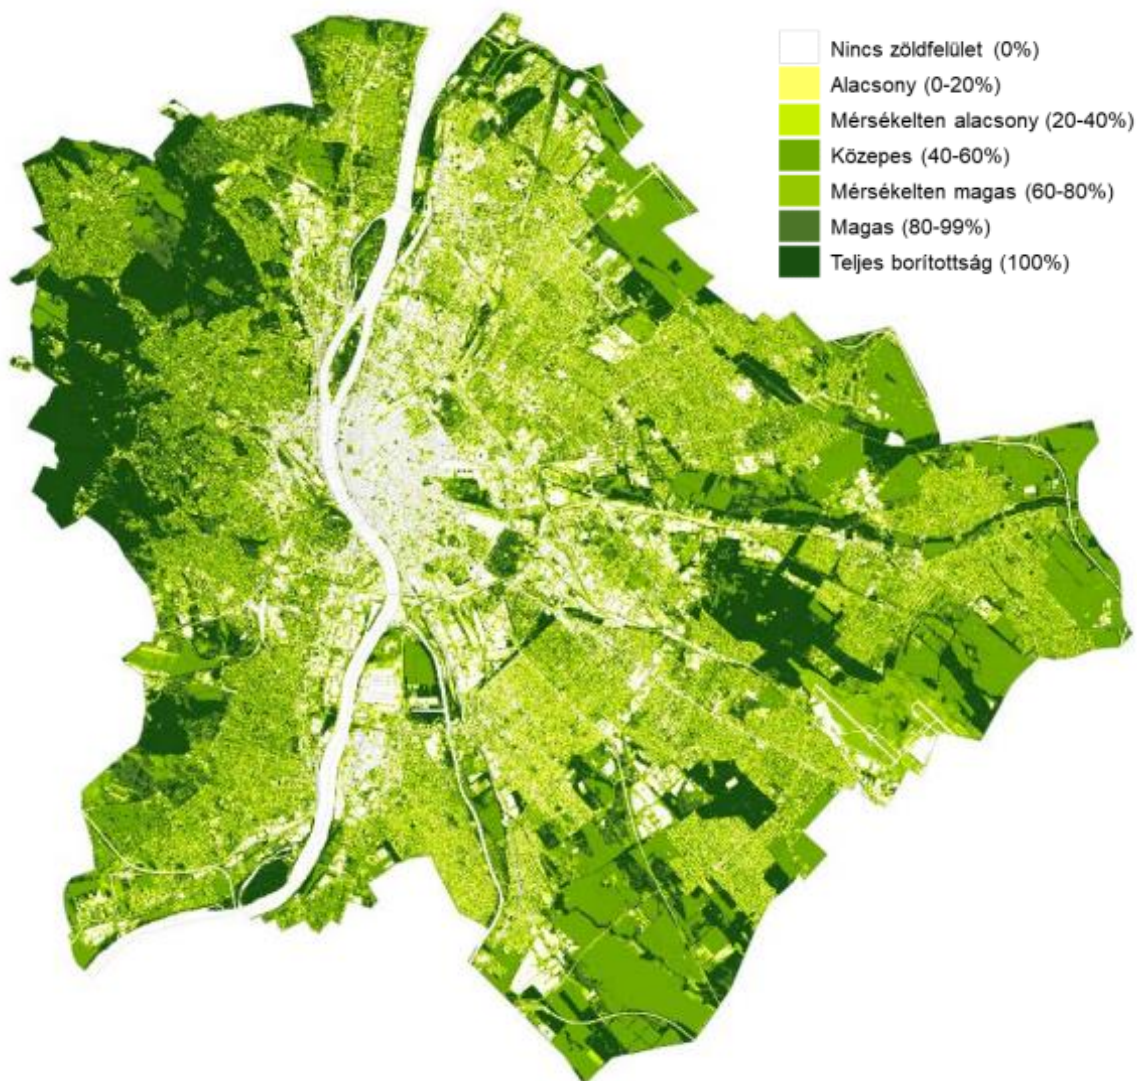 Nincs zöldfelület (0%)
Alacsony (0-20%)
Mérsékelten alacsony (20-40%)
Közepes (40-60%)
Mérsékelten magas (60-80%)
Magas (80-99%)
Teljes borítottság (100%)